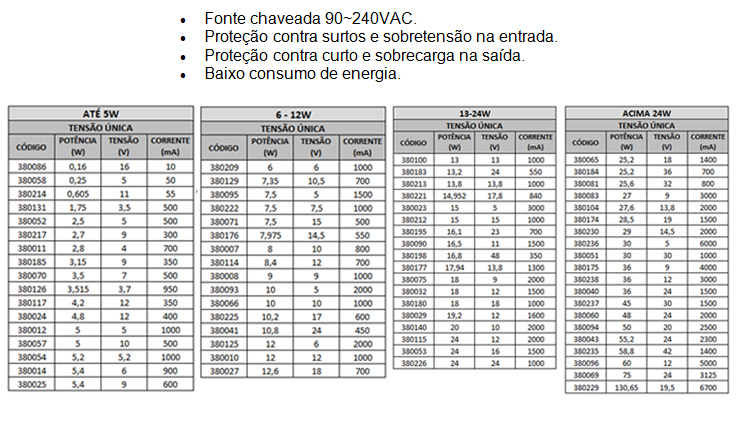 • Fonte chaveada 90~240VAC.
• Proteção contra surtos e sobretensão na entrada.
• Proteção contra curto e sobrecarga na saída.
• Baixo consumo de energia.
ATÉ 5W
TENSÃO ÚNICA
CÓDIGO POTÊNCIA (W) TENSÃO (V) CORRENTE (mA)
380086 0,16 16 10
380058 0,25 5 50
380214 0,605 11 55
380131 1,75 3,5 500
380052 2,5 5 500
380217 2,7 9 300
380011 2,8 4 700
380185 3,15 9 350
380070 3,5 7 500
380126 3,515 3,7 950
380117 4,2 12 350
380024 4,8 12 400
380012 5 5 1000
380057 5 10 500
380054 5,2 5,2 1000
380014 5,4 6 900
380025 5,4 9 600
6 - 12W
TENSÃO ÚNICA
CÓDIGO POTÊNCIA (W) TENSÃO (V) CORRENTE (mA)
380209 6 6 1000
380129 7,35 10,5 700
380095 7,5 5 1500
380222 7,5 7,5 1000
380071 7,5 15 500
380176 7,975 14,5 550
380007 8 10 800
380114 8,4 12 700
380008 9 9 1000
380093 10 5 2000
380066 10 10 1000
380225 10,2 17 600
380041 10,8 24 450
380125 12 6 2000
380010 12 12 1000
380027 12,6 18 700
13-24W
TENSÃO ÚNICA
CÓDIGO POTÊNCIA (W) TENSÃO (V) CORRENTE (mA)
380100 13 13 1000
380183 13,2 24 550
380213 13,8 13,8 1000
380221 14,952 17,8 840
380023 15 5 3000
380212 15 15 1000
380195 16,1 23 700
380090 16,5 11 1500
380198 16,8 48 350
380177 17,94 13,8 1300
380075 18 9 2000
380032 18 12 1500
380180 18 18 1000
380029 19,2 12 1600
380140 20 10 2000
380115 24 12 2000
380053 24 16 1500
380226 24 24 1000
ACIMA 24W
TENSÃO ÚNICA
CÓDIGO POTÊNCIA (W) TENSÃO (V) CORRENTE (mA)
380065 25,2 18 1400
380184 25,2 36 700
380081 25,6 32 800
380083 27 9 3000
380104 27,6 13,8 2000
380174 28,5 19 1500
380230 29 14,5 2000
380236 30 5 6000
380051 30 30 1000
380175 36 9 4000
380238 36 12 3000
380040 36 24 1500
380237 45 30 1500
380060 48 24 2000
380094 50 20 2500
380043 55,2 24 2300
380235 58,8 42 1400
380096 60 12 5000
380069 75 24 3125
380229 130,65 19,5 6700